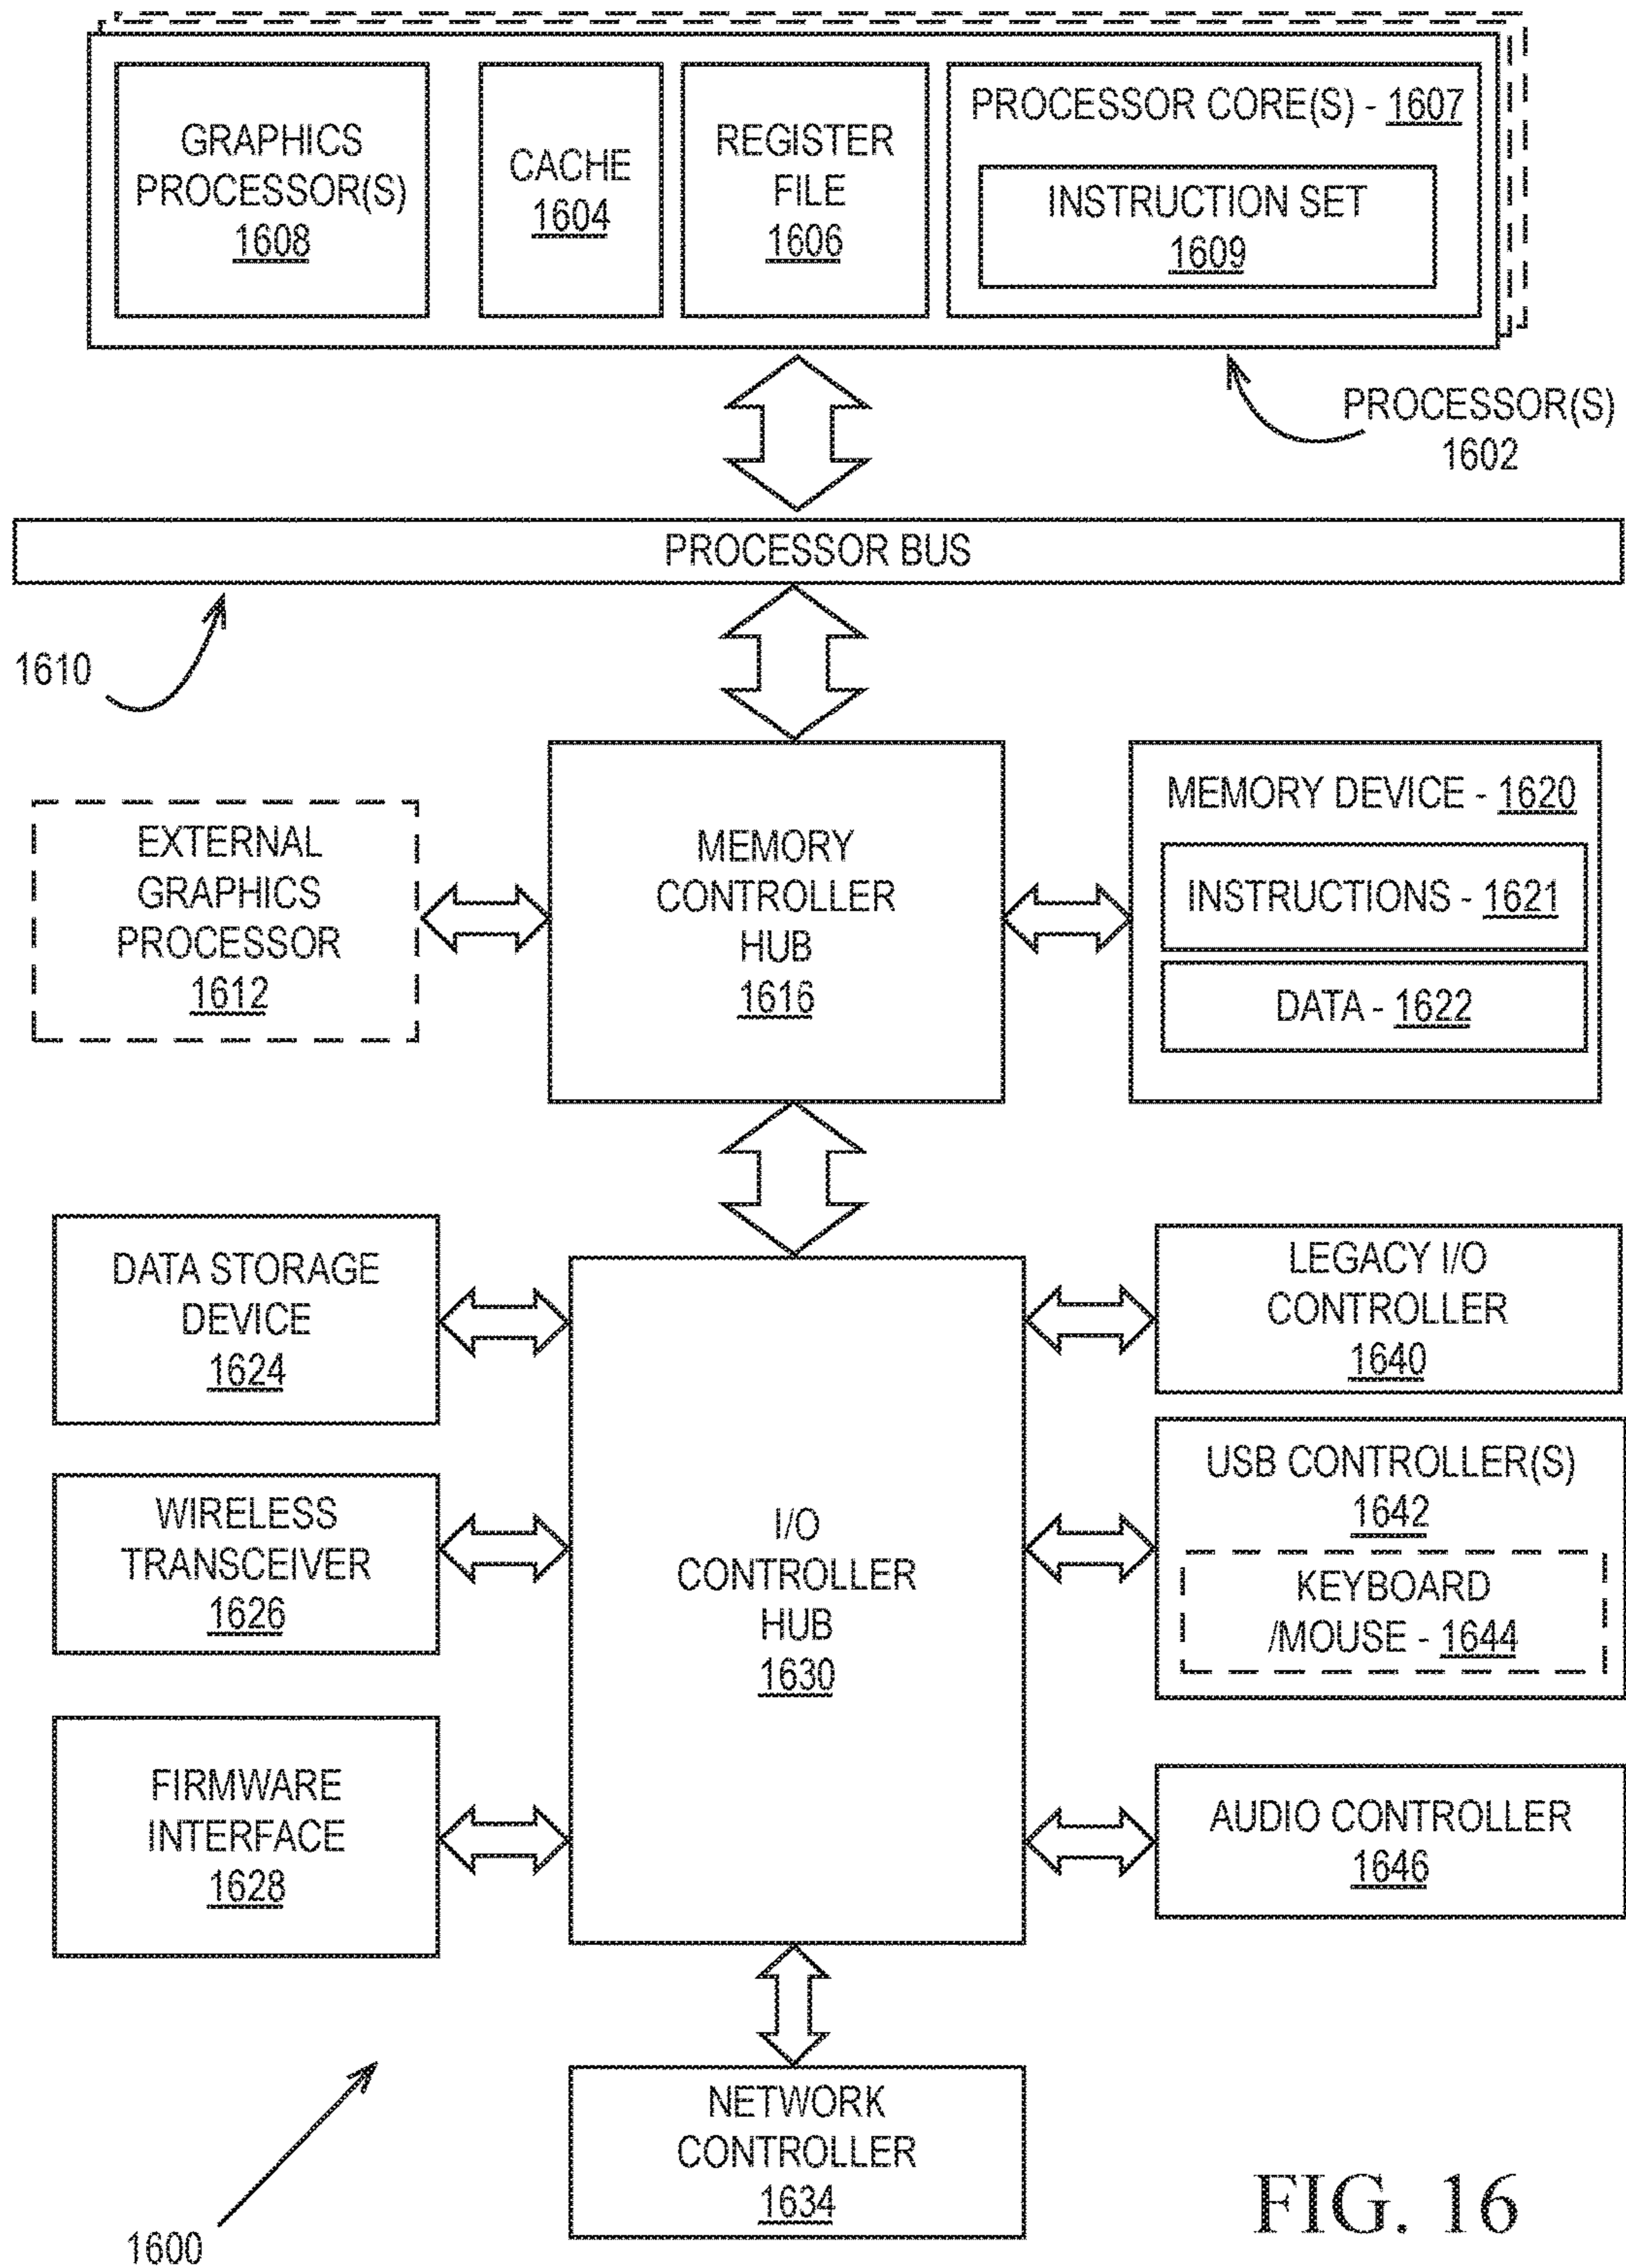 GRAPHICS
PROCESSOR(S)
1608
CACHE
1604
REGISTER
FILE
1606
PROCESSOR CORE(S) - 1607
INSTRUCTION SET
1609
PROCESSOR(S)
1602
PROCESSOR BUS
1610
EXTERNAL
GRAPHICS
PROCESSOR
1612
MEMORY
CONTROLLER
HUB
1616
MEMORY DEVICE - 1620
INSTRUCTIONS - 1621
DATA - 1622
DATA STORAGE
DEVICE
1624
WIRELESS
TRANSCEIVER
1626
FIRMWARE
INTERFACE
1628
I/O
CONTROLLER
HUB
1630
LEGACY I/O
CONTROLLER
1640
USB CONTROLLER(S)
1642
KEYBOARD
/MOUSE - 1644
AUDIO CONTROLLER
1646
NETWORK
CONTROLLER
1634
1600
FIG. 16